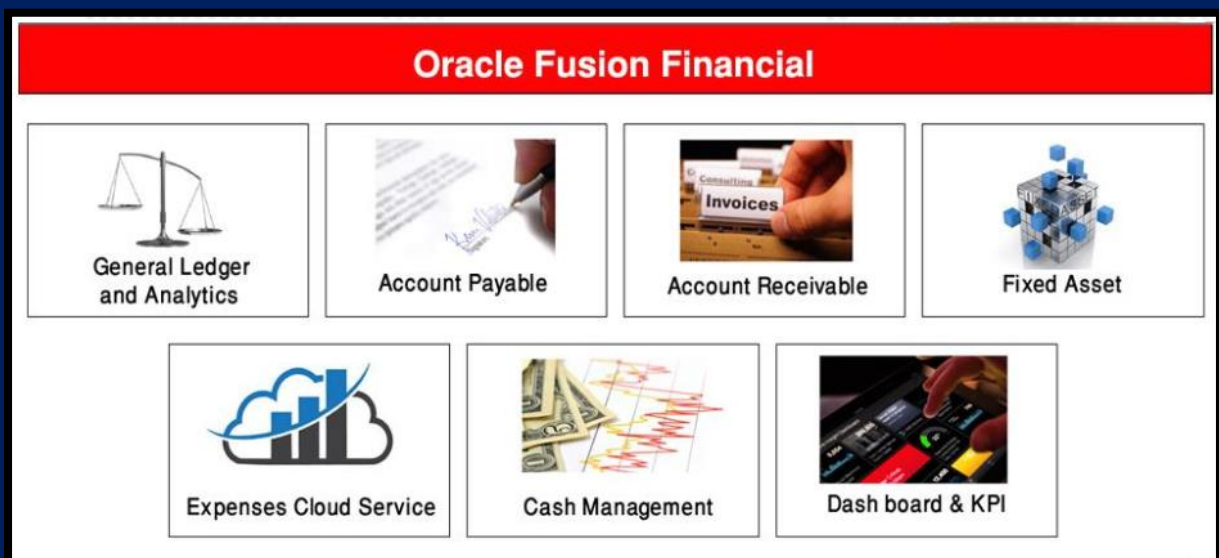 Oracle Fusion Financial
General Ledger
and Analytics
Account Payable
Consulting
Invoices
Account Receivable
Fixed Asset
Expenses Cloud Service
Cash Management
Dash board & KPI